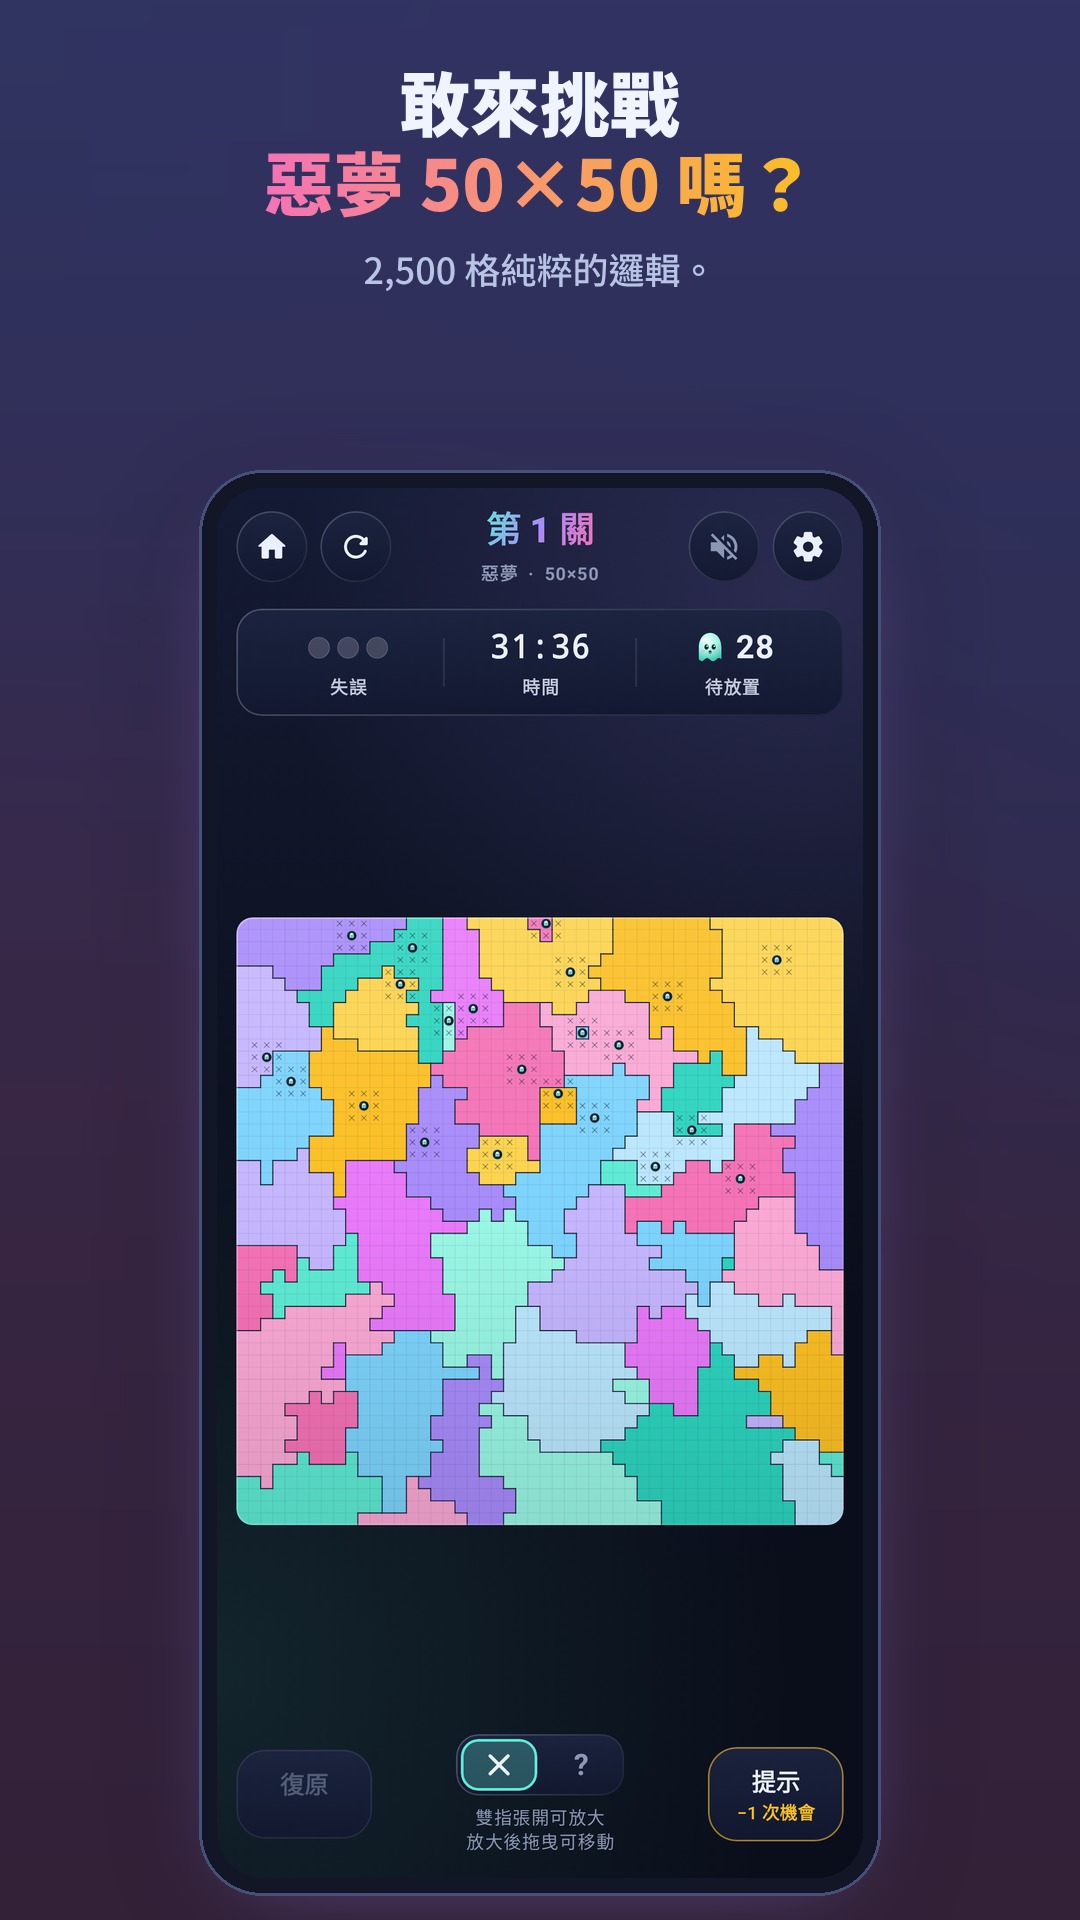 敢來挑戰
惡夢 50×50 嗎？
2,500 格純粹的邏輯。
第 1 關
惡夢 · 50×50
失誤
31:36
時間
28
待放置
復原
?
雙指張開可放大
放大後拖曳可移動
提示
−1 次機會